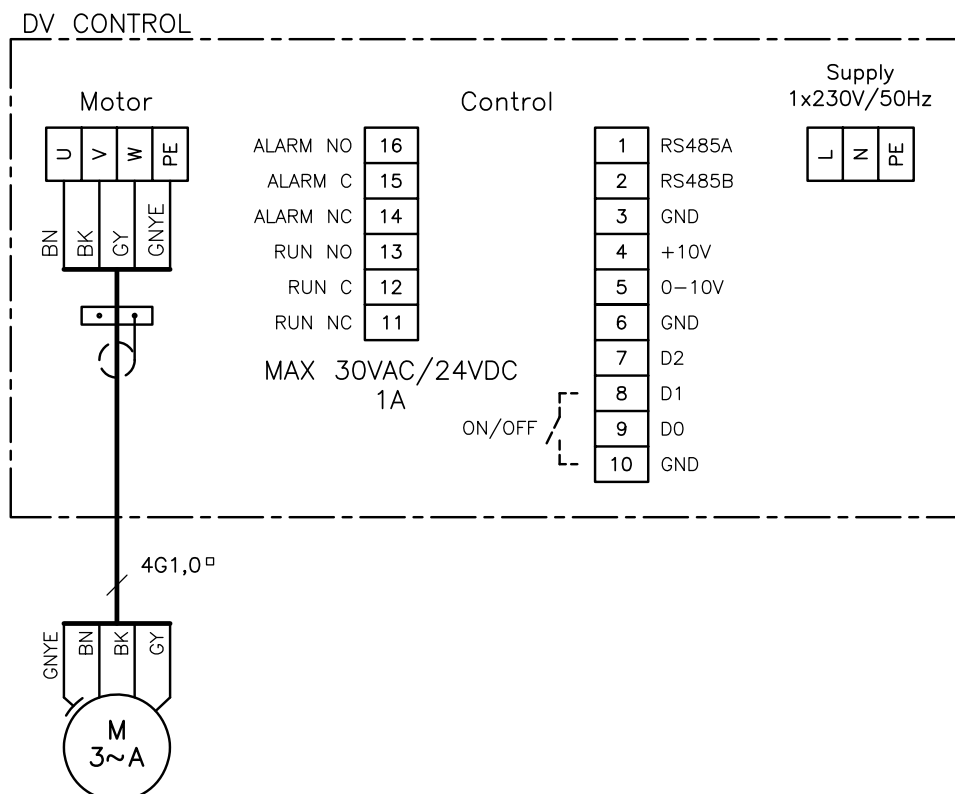 DV CONTROL
Motor
Control
Supply
1x230V/50Hz
U V W PE
L N PE
BN BK GY GNYE
ALARM NO 16
ALARM C 15
ALARM NC 14
RUN NO 13
RUN C 12
RUN NC 11
MAX 30VAC/24VDC
1A
1 RS485A
2 RS485B
3 GND
4 +10V
5 0-10V
6 GND
7 D2
8 D1
9 D0
10 GND
ON/OFF
4G1,0□
GNYE BN BK GY
M
3~A